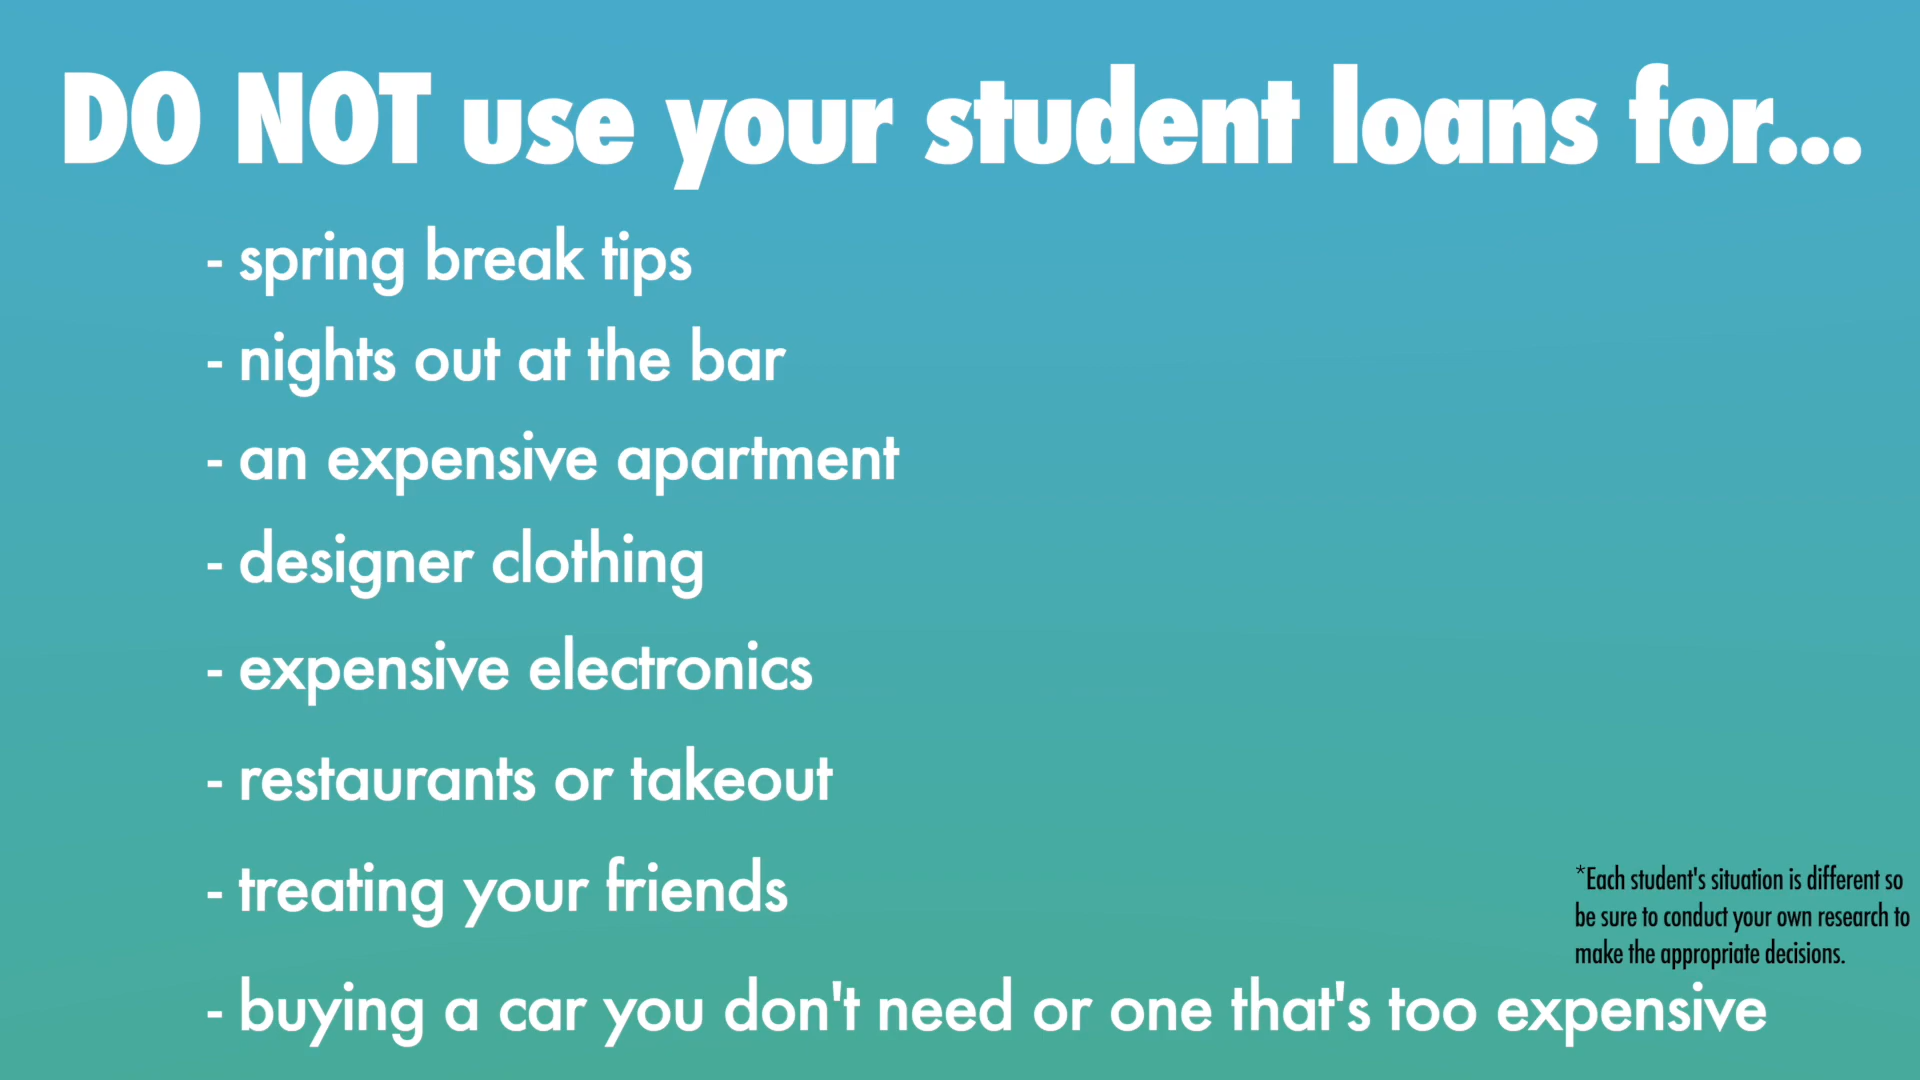 DO NOT use your student loans for...
- spring break tips
- nights out at the bar
- an expensive apartment
- designer clothing
- expensive electronics
- restaurants or takeout
- treating your friends
*Each student's situation is different so
be sure to conduct your own research to
make the appropriate decisions.
- buying a car you don't need or one that's too expensive